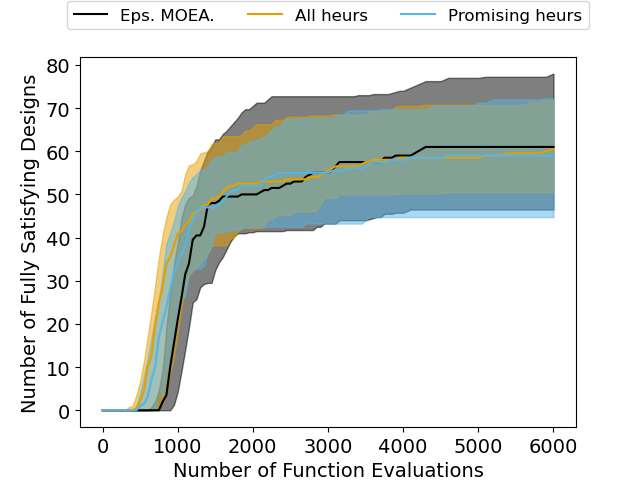 Eps. MOEA. All heurs Promising heurs
80
70
60
50
40
30
20
10
0
Number of Fully Satisfying Designs
0 1000 2000 3000 4000 5000 6000
Number of Function Evaluations